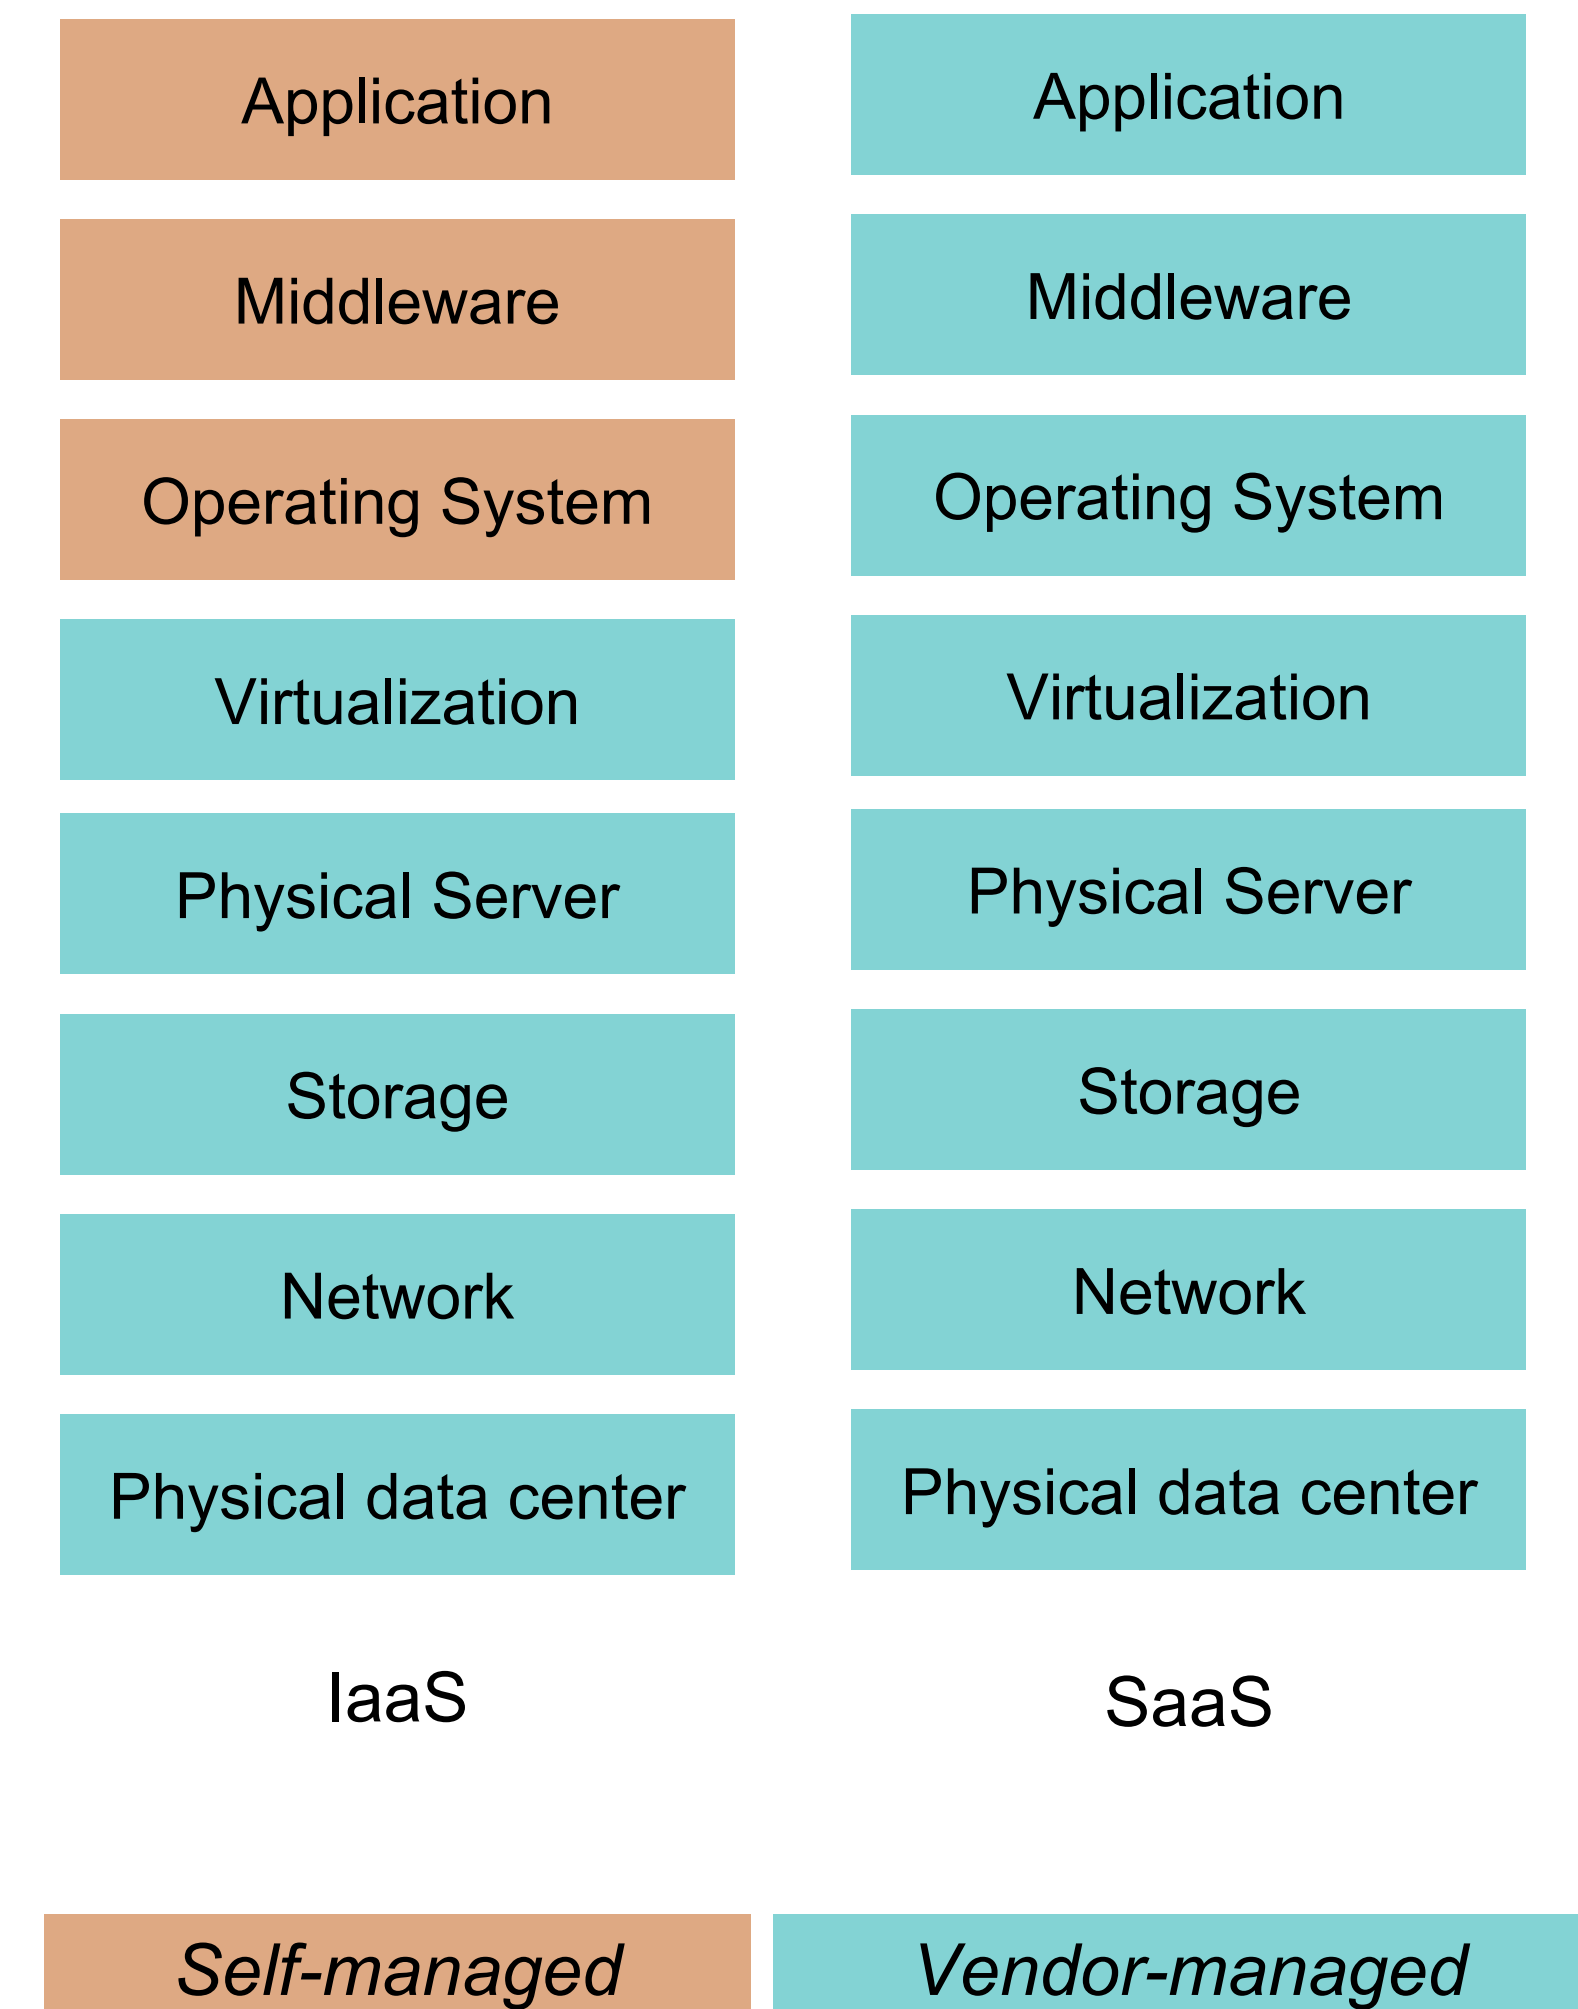 Application
Middleware
Operating System
Virtualization
Physical Server
Storage
Network
Physical data center
IaaS
Application
Middleware
Operating System
Virtualization
Physical Server
Storage
Network
Physical data center
SaaS
Self-managed
Vendor-managed